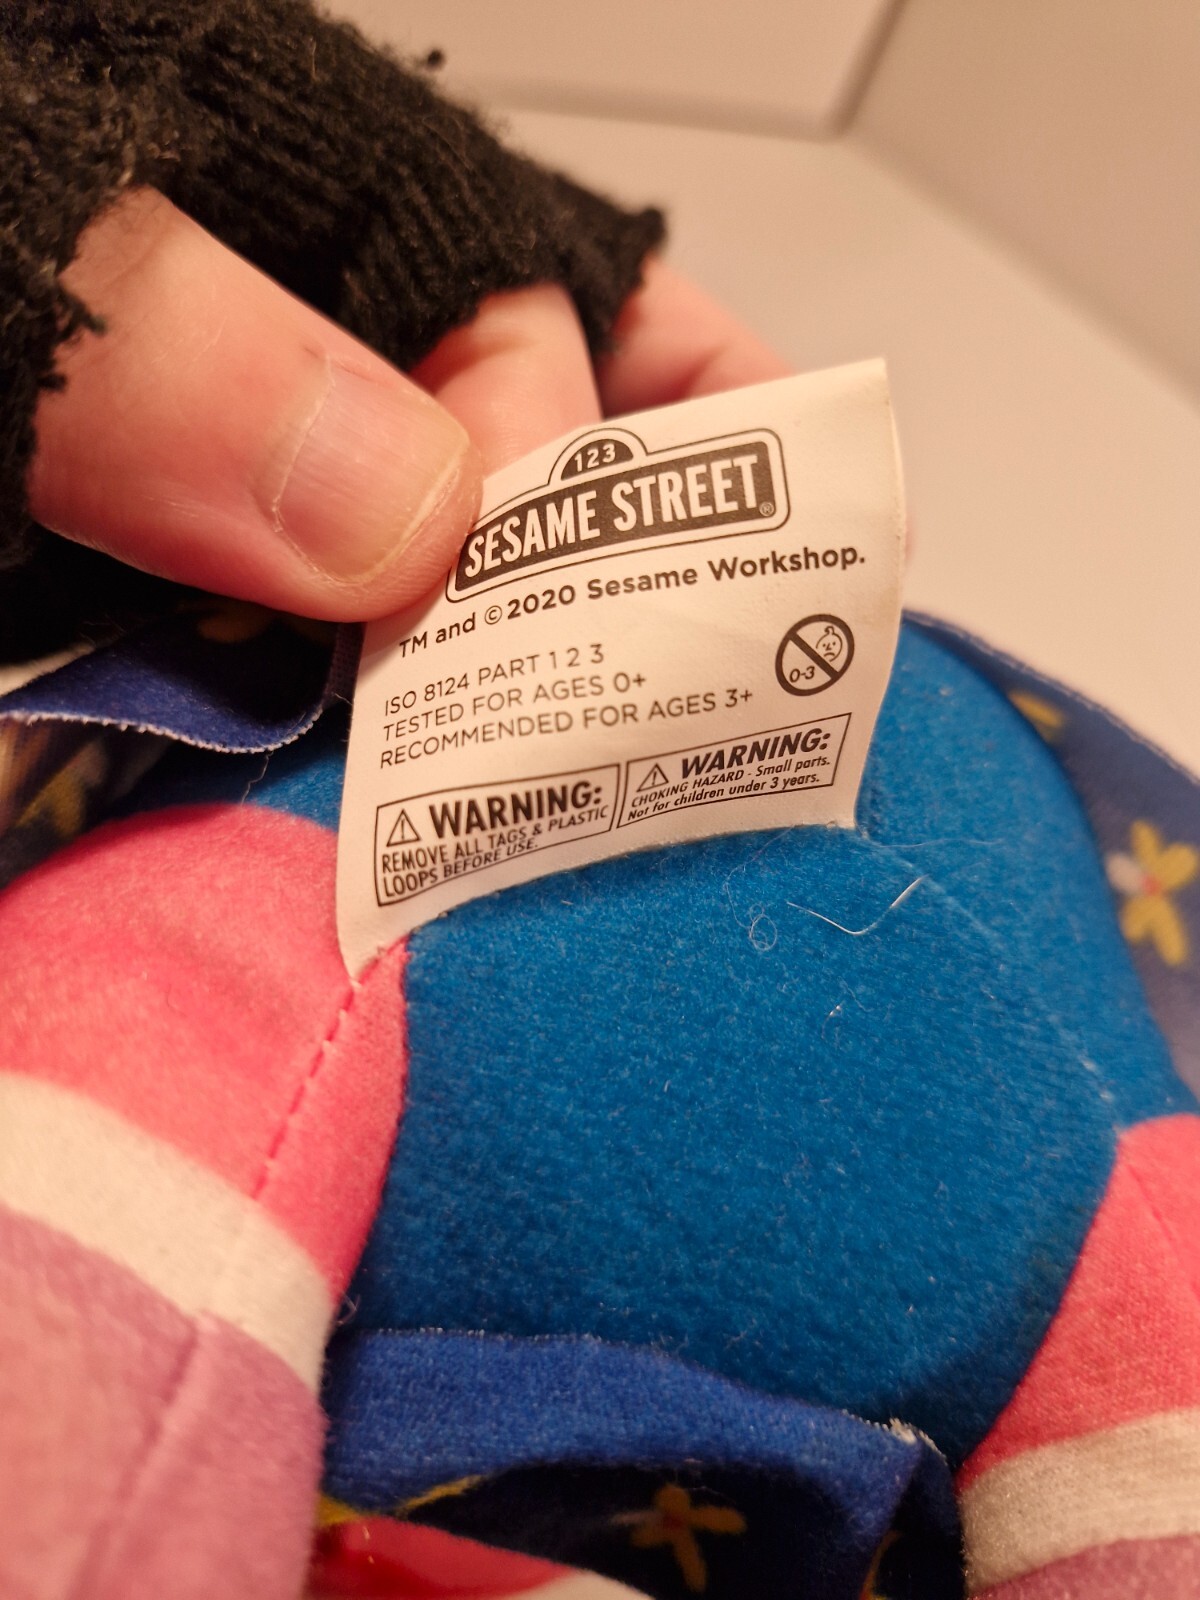 123
SESAME STREET®
TM and ©2020 Sesame Workshop.
ISO 8124 PART 1 2 3
TESTED FOR AGES 0+
RECOMMENDED FOR AGES 3+
0-3
WARNING:
REMOVE ALL TAGS & PLASTIC
LOOPS BEFORE USE.
WARNING:
CHOKING HAZARD - Small parts.
Not for children under 3 years.